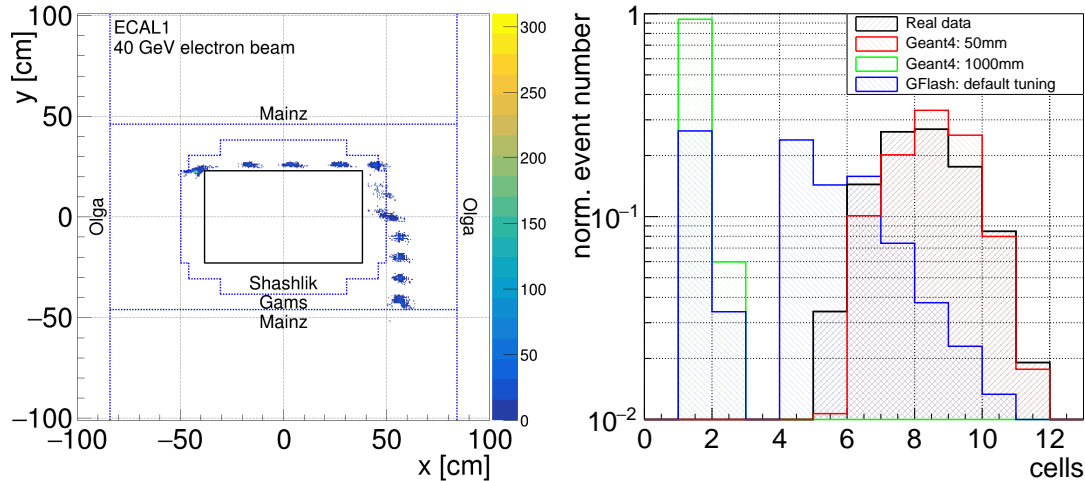 ECAL1
40 GeV electron beam
y [cm]
100
50
0
−50
−100
Mainz
Olga
Olga
Shashlik
Gams
Mainz
−100
−50
0
50
100
x [cm]
300
250
200
150
100
50
0
norm. event number
1
10⁻¹
10⁻²
Real data
Geant4: 50mm
Geant4: 1000mm
GFlash: default tuning
0
2
4
6
8
10
12
cells